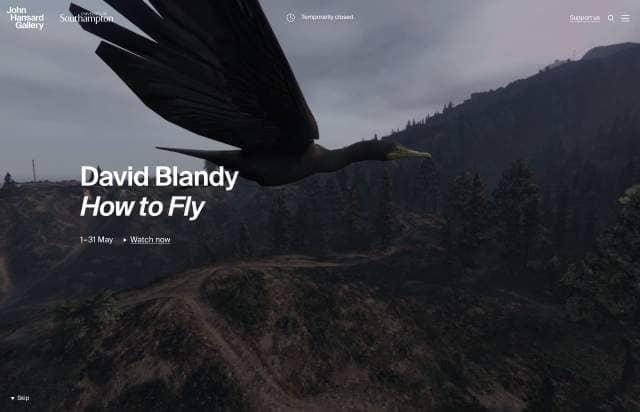 John
Hansard
Gallery
UNIVERSITY OF
Southampton
Temporarily closed
Support us
David Blandy
How to Fly
1–31 May
Watch now
Skip